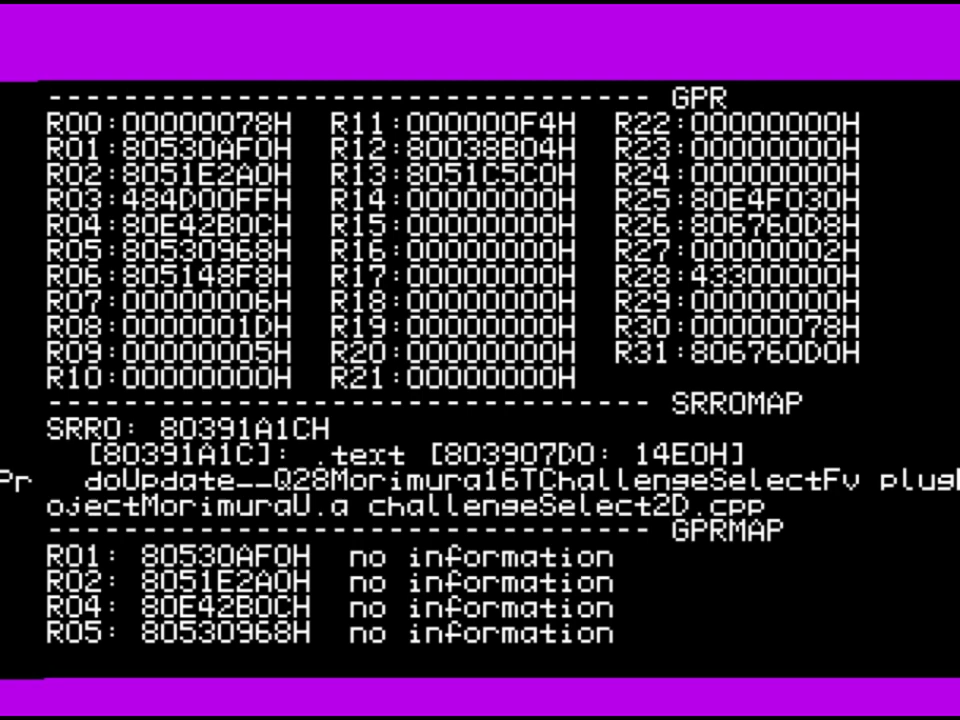 -------------------------------- GPR
R00:00000078H  R11:000000F4H  R22:00000000H
R01:80530AF0H  R12:80038B04H  R23:00000000H
R02:8051E2A0H  R13:8051C5C0H  R24:00000000H
R03:484D00FFH  R14:00000000H  R25:80E4F030H
R04:80E42B0CH  R15:00000000H  R26:806760D8H
R05:80530968H  R16:00000000H  R27:00000002H
R06:805148F8H  R17:00000000H  R28:43300000H
R07:00000006H  R18:00000000H  R29:00000000H
R08:0000001DH  R19:00000000H  R30:00000078H
R09:00000005H  R20:00000000H  R31:806760D0H
R10:00000000H  R21:00000000H
-------------------------------- SRR0MAP
SRR0: 80391A1CH
[80391A1C]: .text [803907D0: 14E0H]
Pr doUpdate--Q28Morimura16TChallengeSelectFv plug
ojectMorimuraU.a challengeSelect2D.cpp
-------------------------------- GPRMAP
R01: 80530AF0H  no information
R02: 8051E2A0H  no information
R04: 80E42B0CH  no information
R05: 80530968H  no information